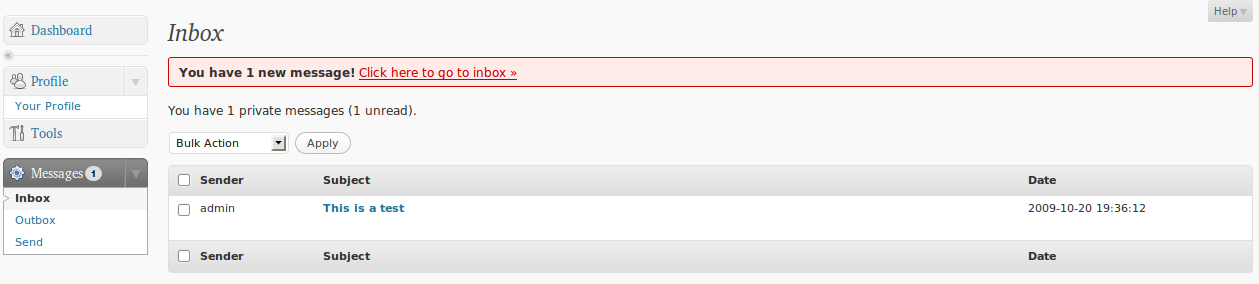 Help
Dashboard
Inbox
«
You have 1 new message! Click here to go to inbox »
Profile
Your Profile
You have 1 private messages (1 unread).
Tools
Bulk Action Apply
Messages 1
Sender Subject Date
Inbox
admin This is a test 2009-10-20 19:36:12
Outbox
Send
Sender Subject Date